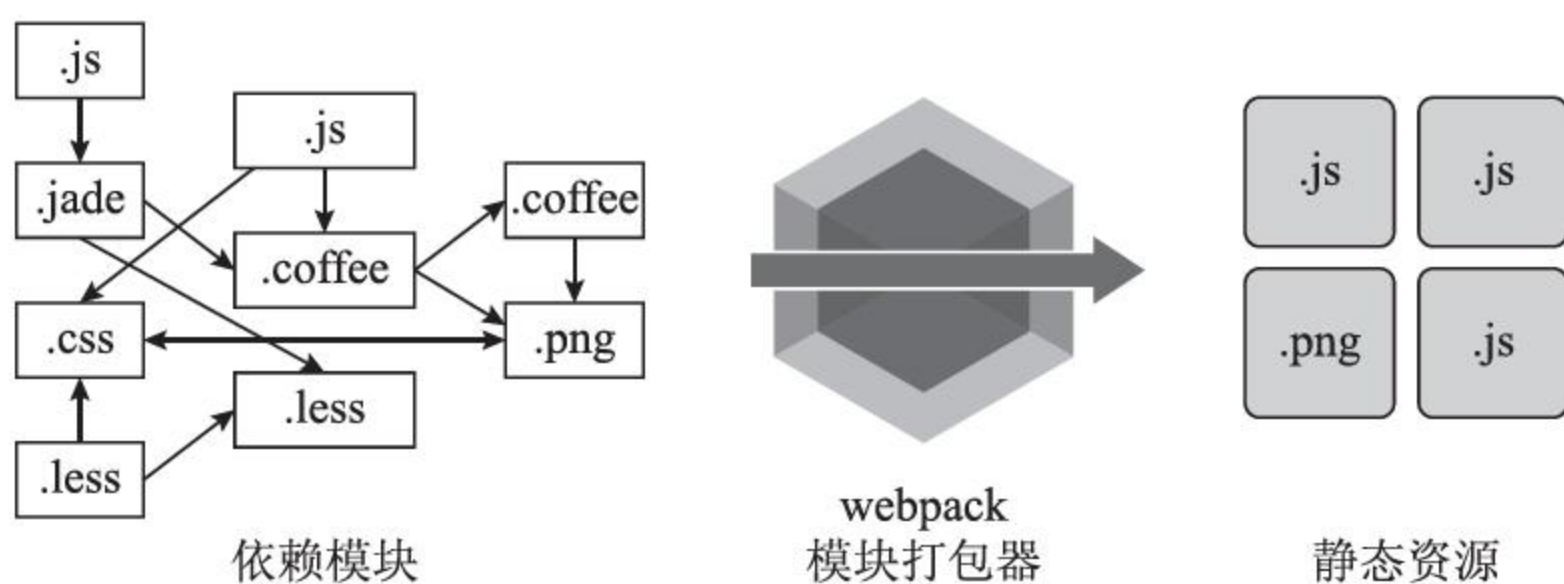 .js
.js
.jade
.coffee
.coffee
.css
.png
.less
.less
依赖模块
webpack
模块打包器
.js
.js
.png
.js
静态资源